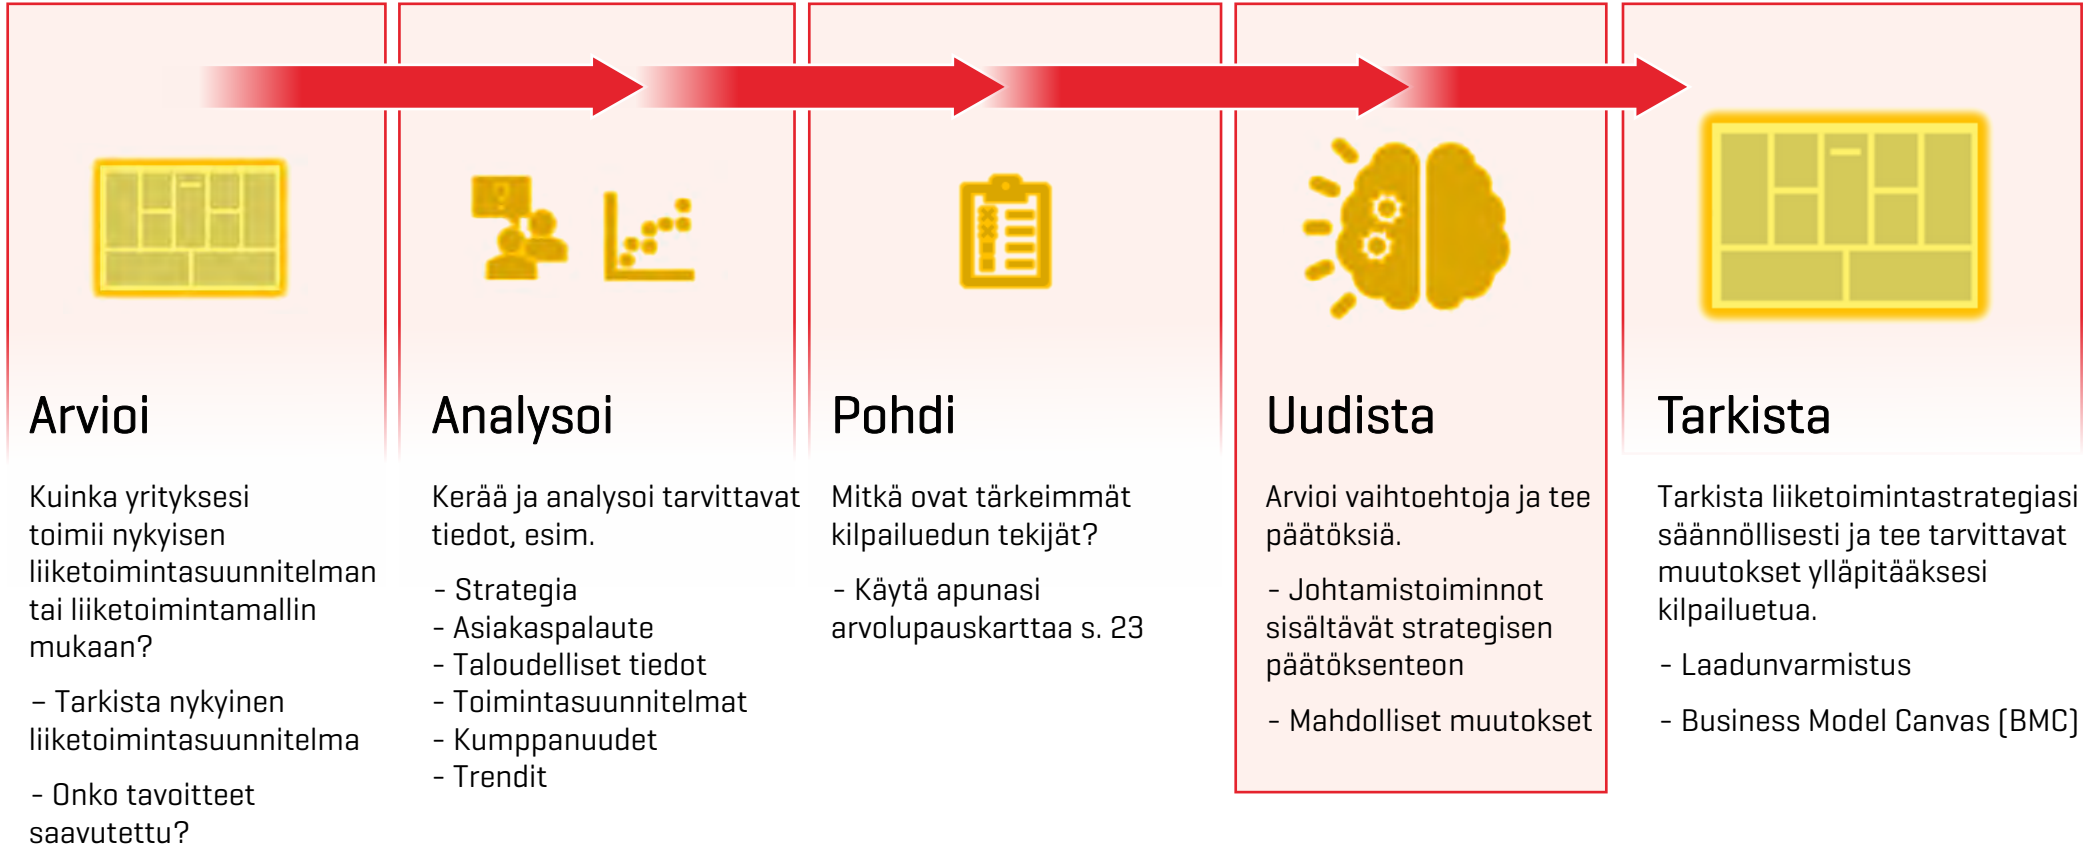 Arvioi
Kuinka yrityksesi
toimii nykyisen
liiketoimintasuunnitelman
tai liiketoimintamallin
mukaan?
– Tarkista nykyinen
liiketoimintasuunnitelma
- Onko tavoitteet
saavutettu?
Analysoi
Kerää ja analysoi tarvittavat
tiedot, esim.
- Strategia
- Asiakaspalaute
- Taloudelliset tiedot
- Toimintasuunnitelmat
- Kumppanuudet
- Trendit
Pohdi
Mitkä ovat tärkeimmät
kilpailuedun tekijät?
- Käytä apunasi
arvolupauskarttaa s. 23
Uudista
Arvioi vaihtoehtoja ja tee
päätöksiä.
- Johtamistoiminnot
sisältävät strategisen
päätöksenteon
- Mahdolliset muutokset
Tarkista
Tarkista liiketoimintastrategiasi
säännöllisesti ja tee tarvittavat
muutokset ylläpitääksesi
kilpailuetua.
- Laadunvarmistus
- Business Model Canvas (BMC)